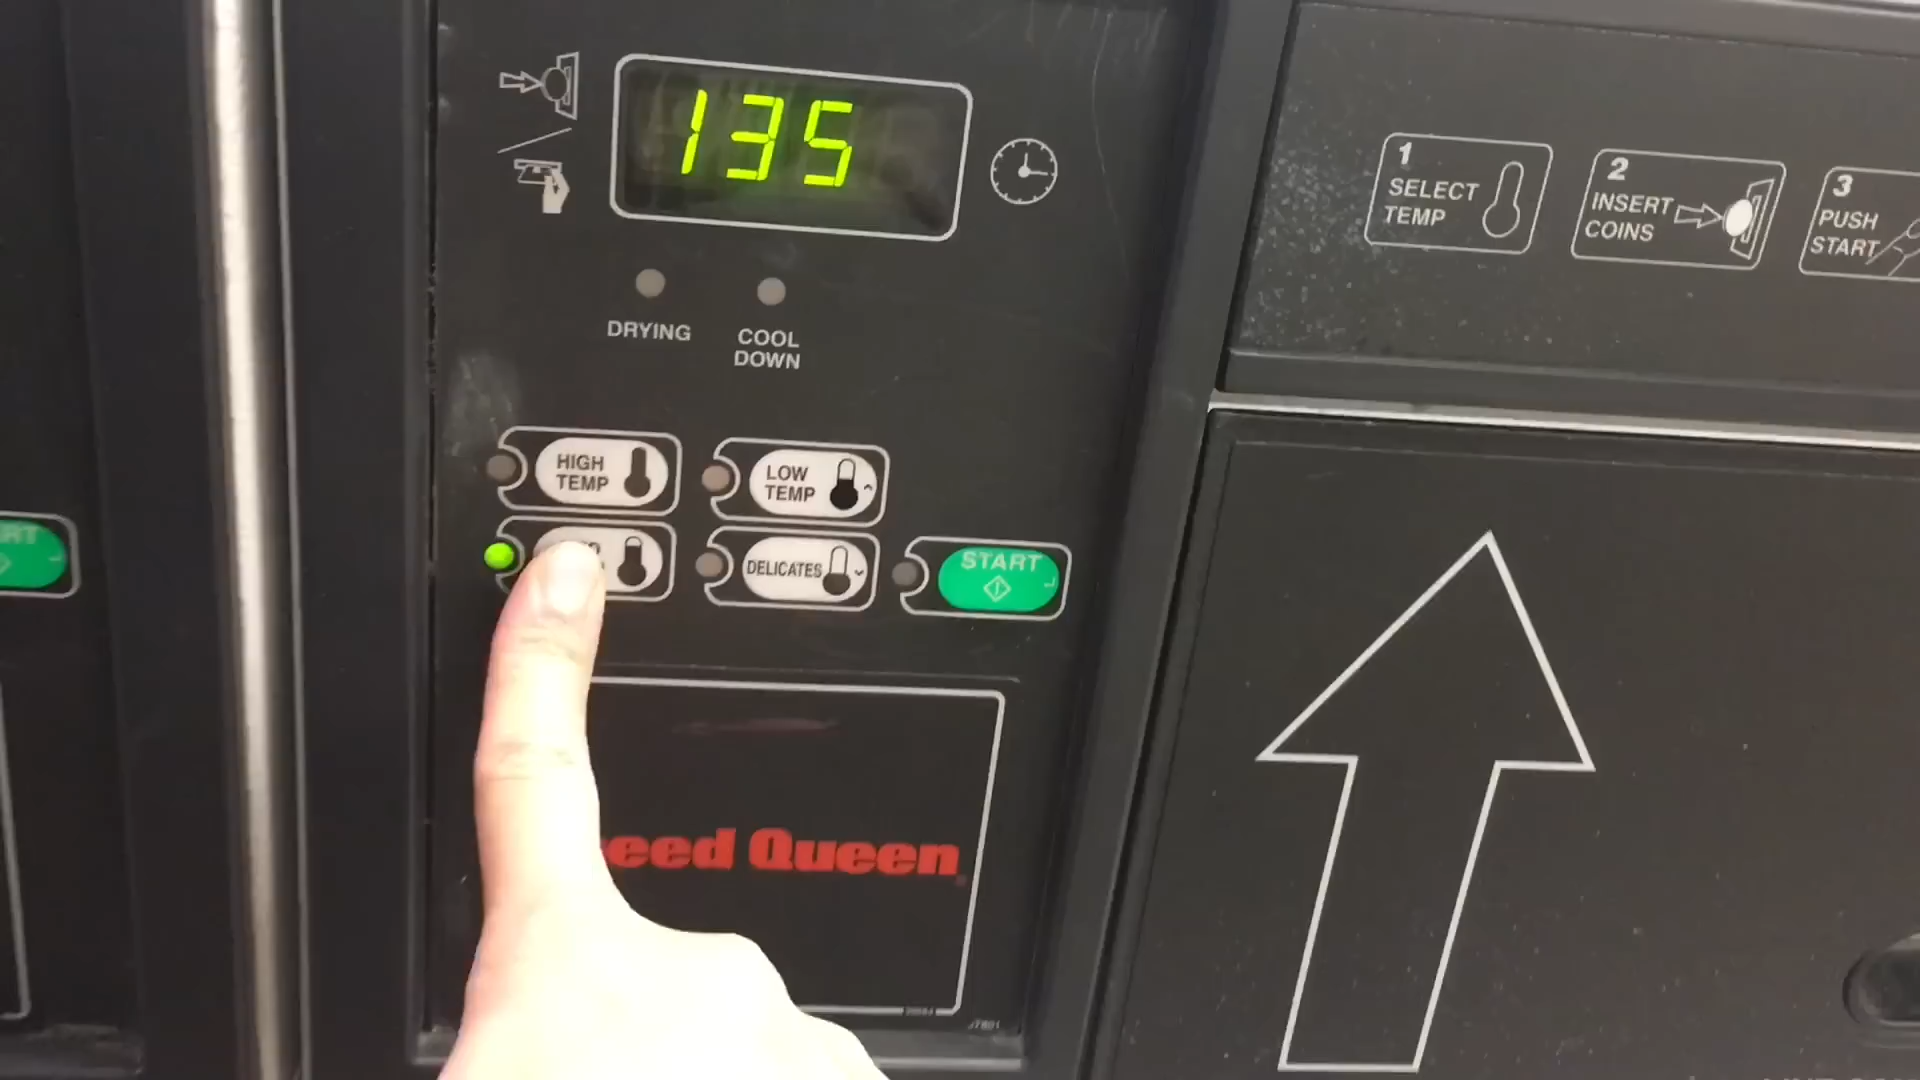 135
DRYING
COOL
DOWN
HIGH
TEMP
LOW
TEMP
DELICATES
START
eed Queen
1
SELECT
TEMP
2
INSERT
COINS
3
PUSH
START